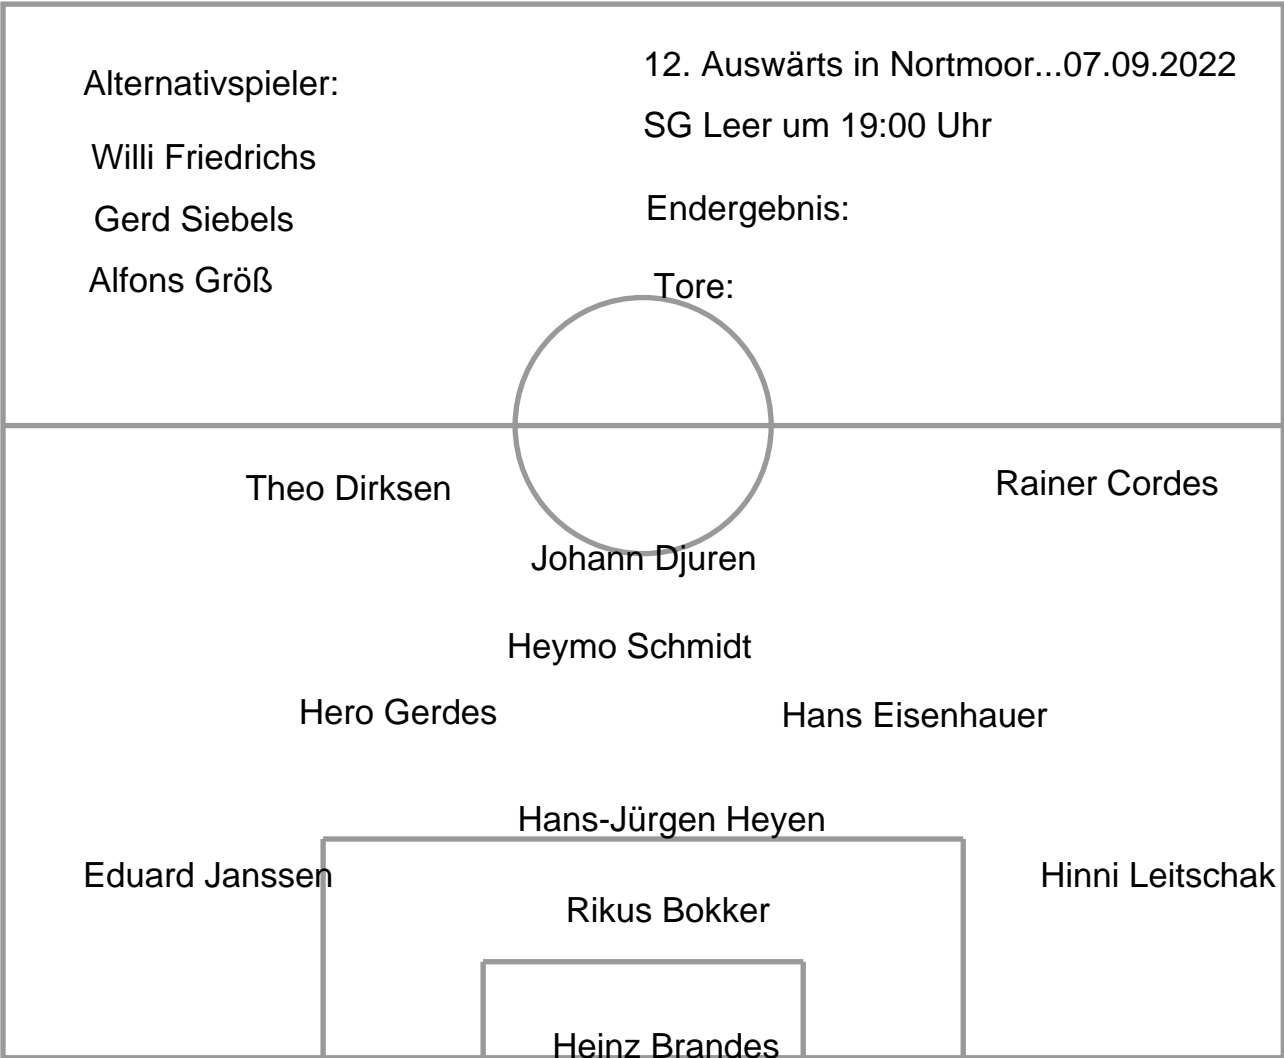 Alternativspieler:
Willi Friedrichs
Gerd Siebels
Alfons Größ
12. Auswärts in Nortmoor...07.09.2022
SG Leer um 19:00 Uhr
Endergebnis:
Tore:
Theo Dirksen
Rainer Cordes
Johann Djuren
Heymo Schmidt
Hero Gerdes
Hans Eisenhauer
Hans-Jürgen Heyen
Eduard Janssen
Hinni Leitschak
Rikus Bokker
Heinz Brandes